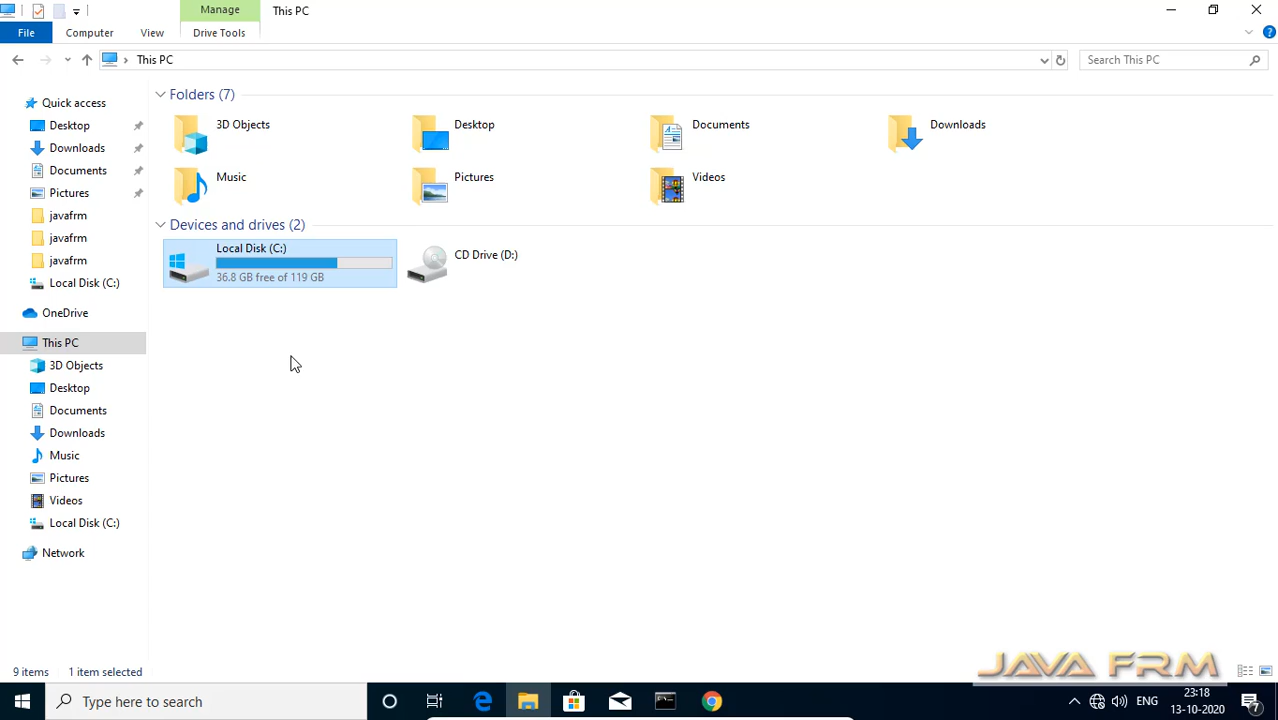 Manage
This PC
File
Computer
View
Drive Tools
This PC
Search This PC
Quick access
Desktop
Downloads
Documents
Pictures
javafrm
javafrm
javafrm
Local Disk (C:)
OneDrive
This PC
3D Objects
Desktop
Documents
Downloads
Music
Pictures
Videos
Local Disk (C:)
Network
Folders (7)
3D Objects
Desktop
Documents
Downloads
Music
Pictures
Videos
Devices and drives (2)
Local Disk (C:)
36.8 GB free of 119 GB
CD Drive (D:)
9 items
1 item selected
JAVA FRM
Type here to search
ENG
23:18
13-10-2020
7